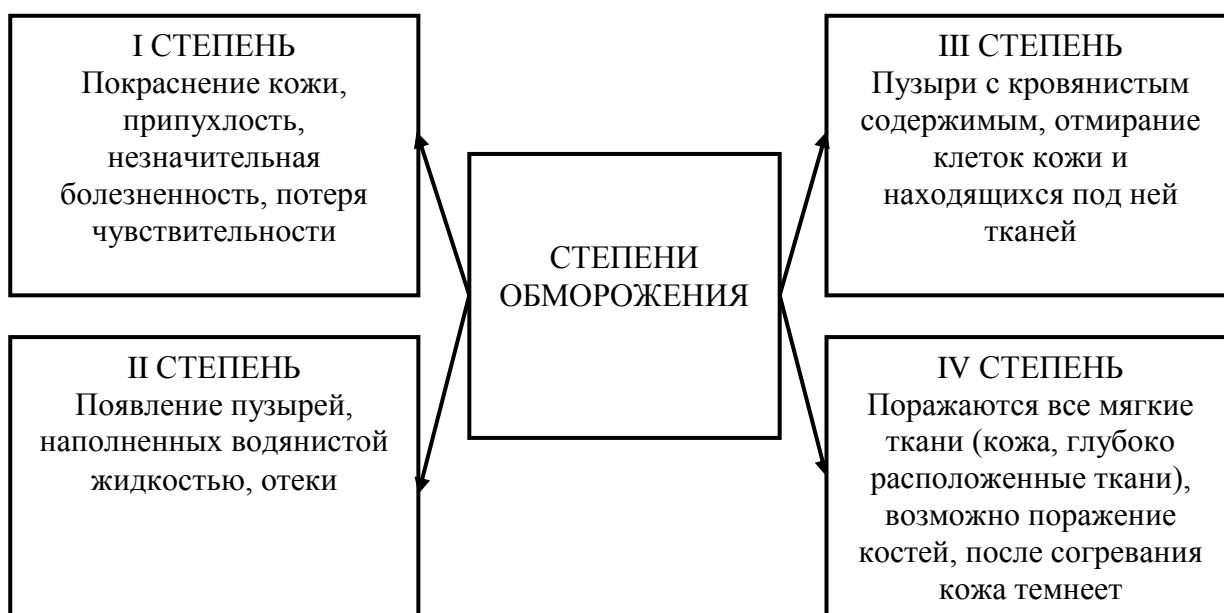 I СТЕПЕНЬ
Покраснение кожи,
припухлость,
незначительная
болезненность, потеря
чувствительности
II СТЕПЕНЬ
Появление пузырей,
наполненных водянистой
жидкостью, отеки
СТЕПЕНИ
ОБМОРОЖЕНИЯ
III СТЕПЕНЬ
Пузыри с кровянистым
содержимым, отмирание
клеток кожи и
находящихся под ней
тканей
IV СТЕПЕНЬ
Поражаются все мягкие
ткани (кожа, глубоко
расположенные ткани),
возможно поражение
костей, после согревания
кожа темнеет